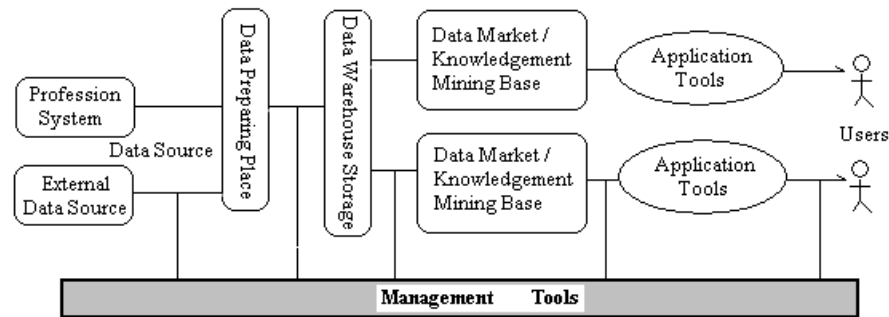 Profession
System
Data Source
External
Data Source
Data Preparing Place
Data Warehouse Storage
Data Market /
Knowledgement
Mining Base
Application
Tools
Data Market /
Knowledgement
Mining Base
Application
Tools
Users
Management Tools